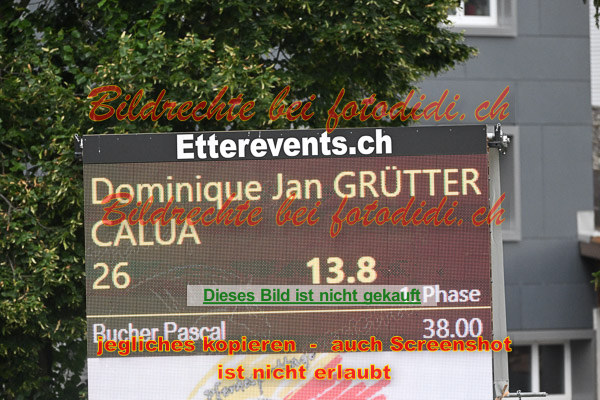 Bildrechte bei fotodidi.ch
Etterevents.ch
Dominique Jan GRÜTTER
Bildrechte bei fotodidi.ch
CALUA
26 13.8
Dieses Bild ist nicht gekauft
Phase
Bucher Pascal 38.00
jegliches kopieren - auch Screenshot
ist nicht erlaubt